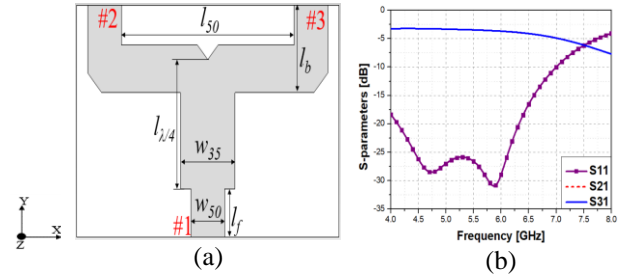 #2
l50
#3
lb
lλ/4
w35
w50
#1
lf
Y
Z
X
(a)
0
-5
-10
-15
-20
-25
-30
-35
S-parameters [dB]
S11
S21
S31
4.0 4.5 5.0 5.5 6.0 6.5 7.0 7.5 8.0
Frequency [GHz]
(b)